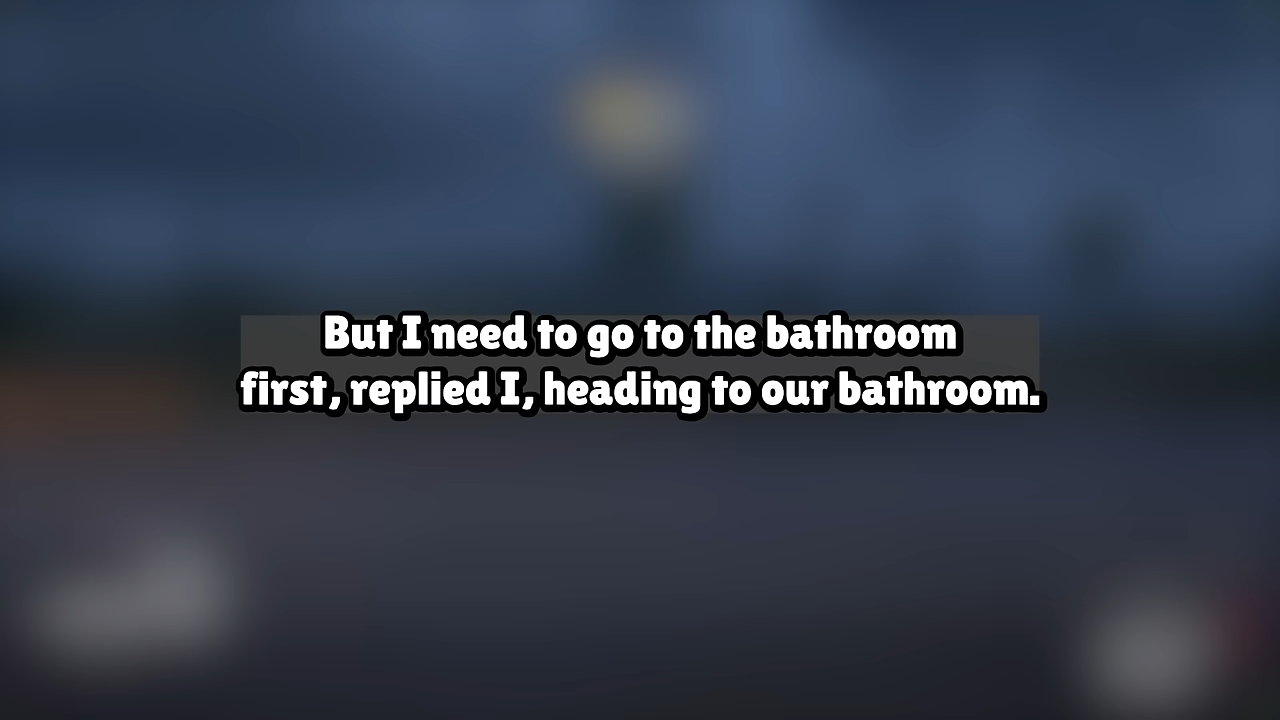 But I need to go to the bathroom
first, replied I, heading to our bathroom.